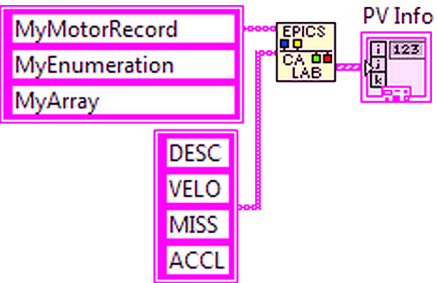 PV Info
MyMotorRecord
MyEnumeration
MyArray
EPICS
CA
LAB
i
123
j
k
DESC
VELO
MISS
ACCL